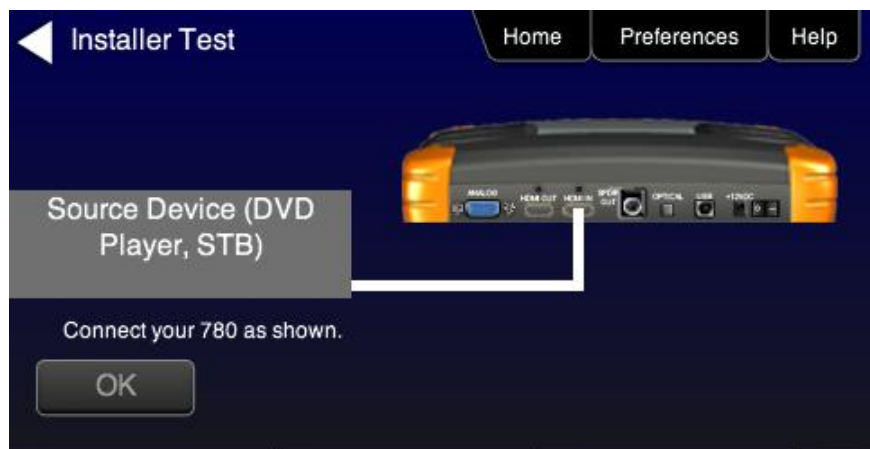 Installer Test
Home
Preferences
Help
ANALOG
HDMI OUT
HDMI IN
SPDIF
OUT
OPTICAL
USB
+12VDC
Source Device (DVD
Player, STB)
Connect your 780 as shown.
OK